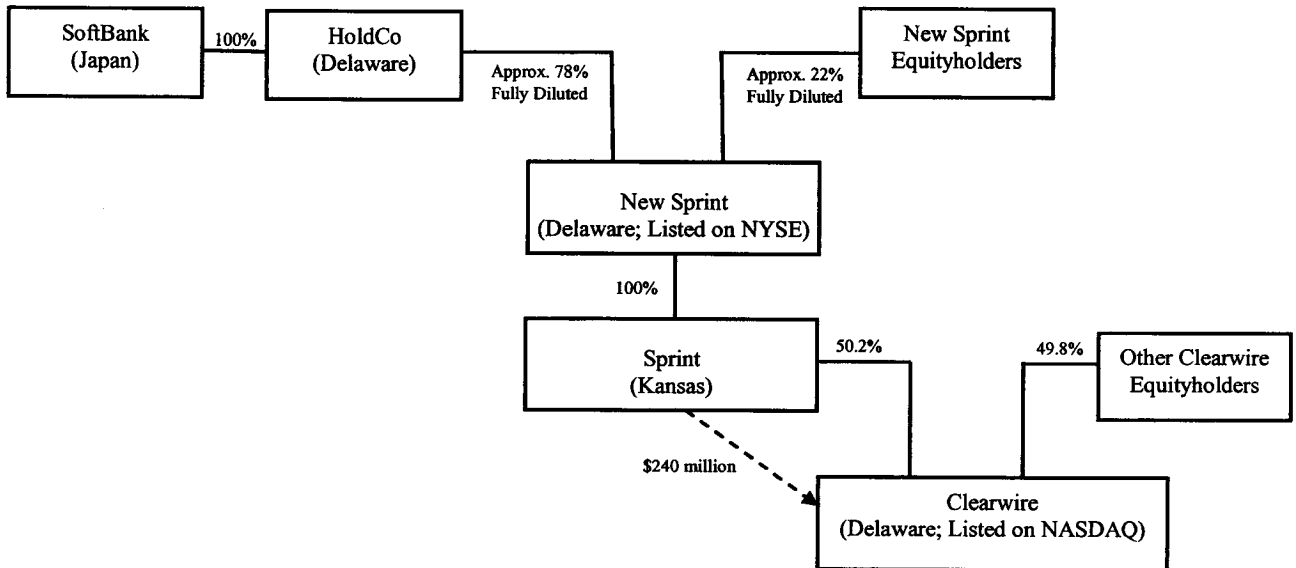 SoftBank
(Japan)
100%
HoldCo
(Delaware)
Approx. 78%
Fully Diluted
Approx. 22%
Fully Diluted
New Sprint
Equityholders
New Sprint
(Delaware; Listed on NYSE)
100%
Sprint
(Kansas)
50.2%
49.8%
Other Clearwire
Equityholders
$240 million
Clearwire
(Delaware; Listed on NASDAQ)